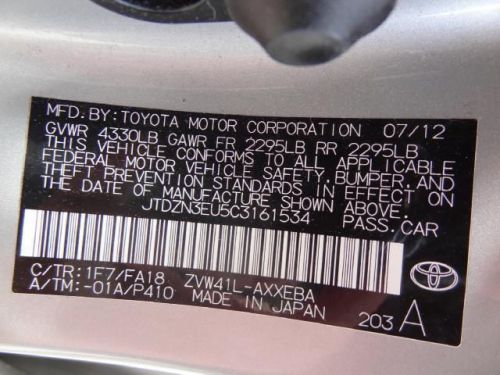 MFD.BY:TOYOTA MOTOR CORPORATION 07/12
GVWR 4330LB GAWR FR 2295LB RR 2295LB
THIS VEHICLE CONFORMS TO ALL APPLICABLE
FEDERAL MOTOR VEHICLE SAFETY,BUMPER,AND
THEFT PREVENTION STANDARDS IN EFFECT ON
THE DATE OF MANUFACTURE SHOWN ABOVE.
JTDZN3EU5C3161534 PASS.CAR
C/TR:1F7/FA18 ZVW41L-AXXEBA
A/TM:-01A/P410 MADE IN JAPAN
TOYOTA
203 A